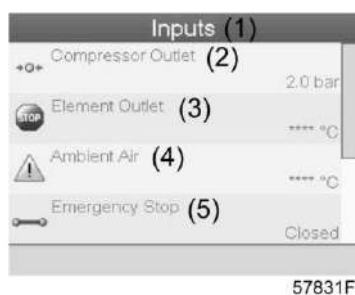 Inputs (1)
Compressor Outlet (2)
2.0 bar
Element Outlet (3)
STOP
**** °C
Ambient Air (4)
**** °C
Emergency Stop (5)
Closed
57831F